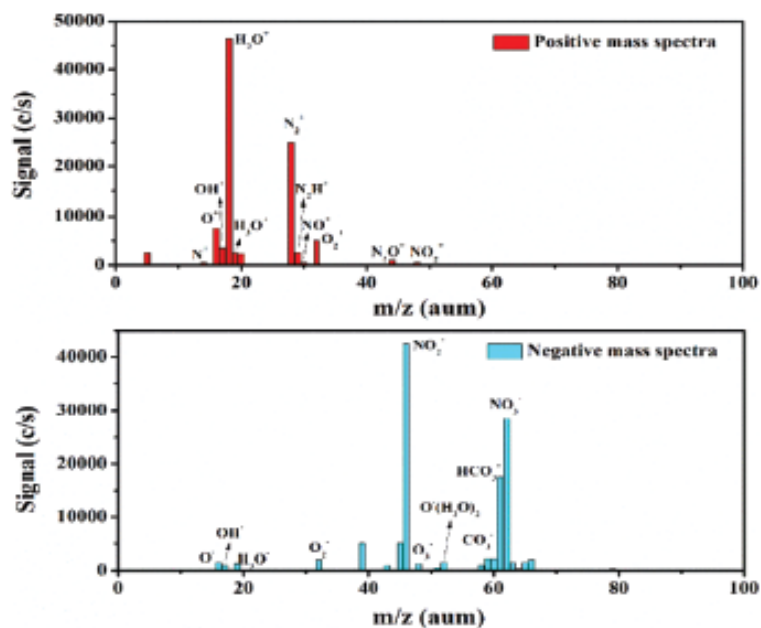 50000
40000
30000
20000
10000
0
Signal (c/s)
H₂O⁺
Positive mass spectra
N₂⁺
OH⁺
N₂H⁺
O⁺
H₃O⁺
NO⁺
O₂⁺
N⁺
N₂O⁺
NO₂⁺
0 20 40 60 80 100
m/z (aum)
40000
30000
20000
10000
0
Signal (c/s)
NO₂⁻
Negative mass spectra
NO₃⁻
HCO₃⁻
O⁻(H₂O)₂
OH⁻
O₂⁻
O₃⁻
CO₃⁻
O⁻
H₃O⁻
0 20 40 60 80 100
m/z (aum)